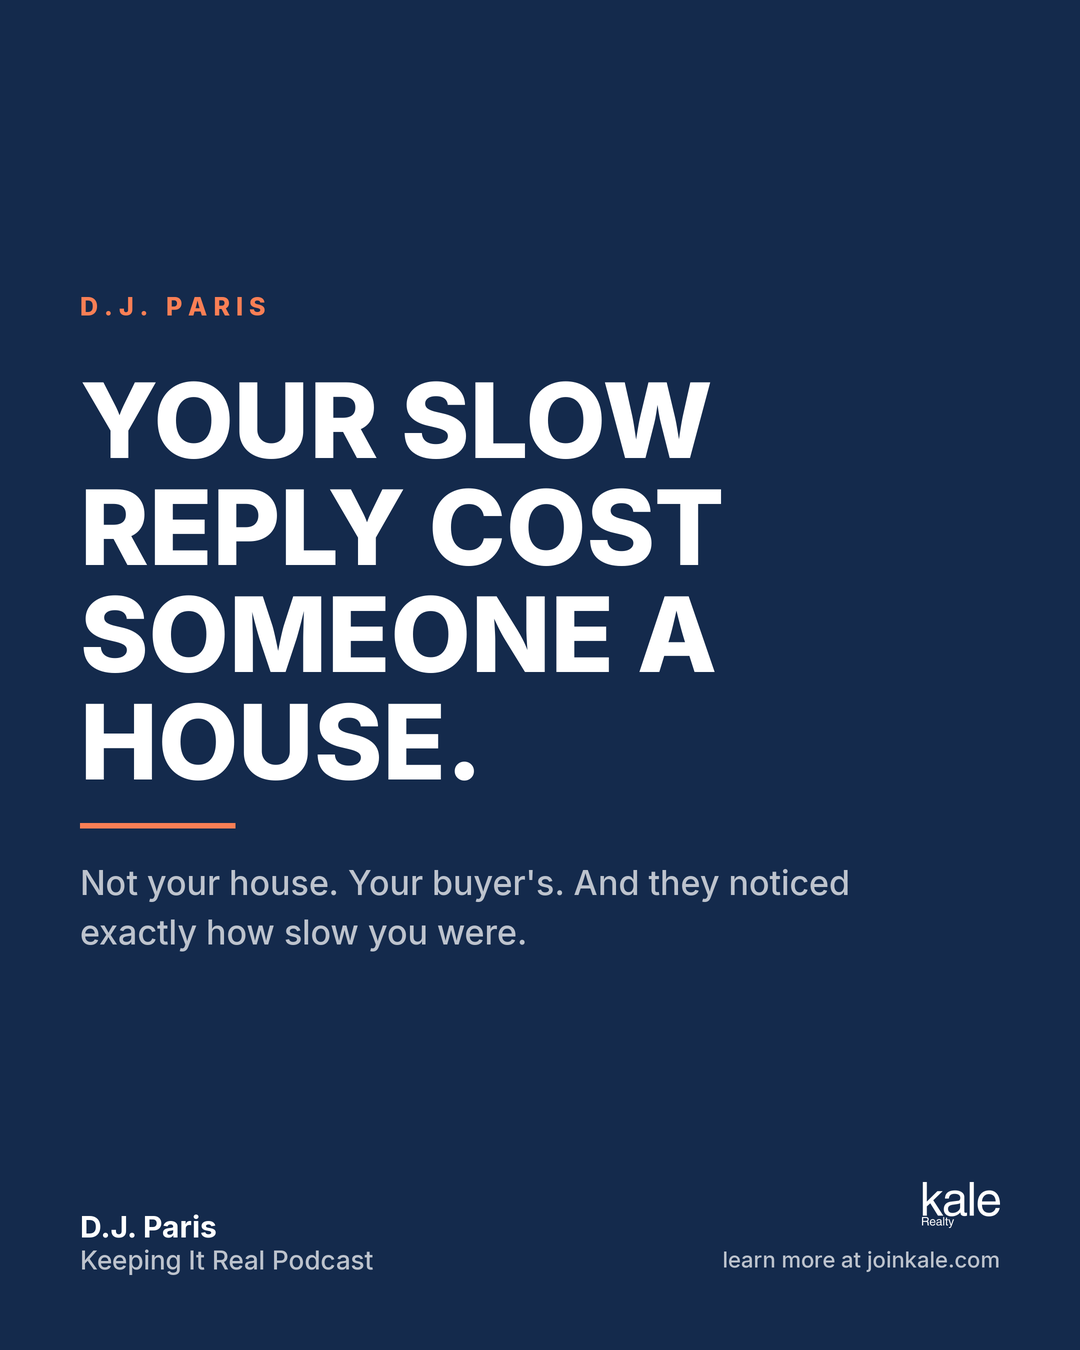 D.J. PARIS
YOUR SLOW
REPLY COST
SOMEONE A
HOUSE.
Not your house. Your buyer's. And they noticed
exactly how slow you were.
D.J. Paris
Keeping It Real Podcast
kale
Realty
learn more at joinkale.com